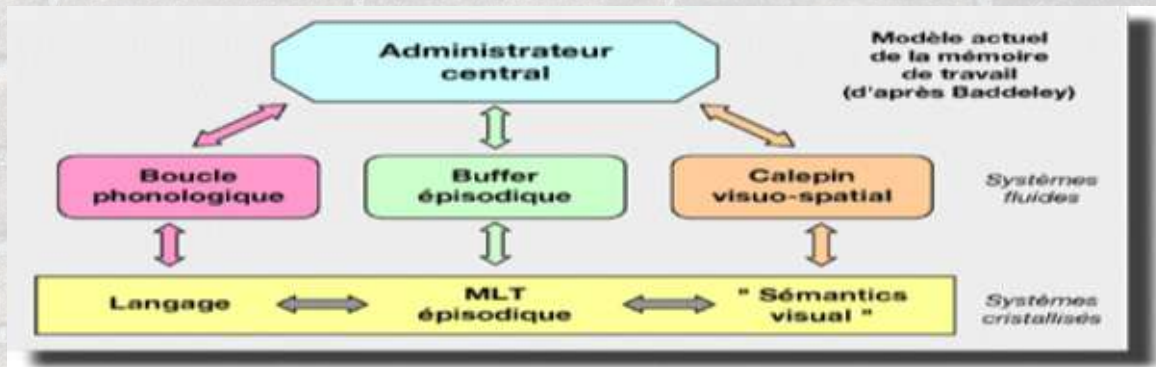 Administrateur
central
Modèle actuel
de la mémoire
de travail
(d'après Baddeley)
Boucle
phonologique
Buffer
épisodique
Calepin
visuo-spatial
Systèmes
fluides
Langage
MLT
épisodique
" Sémantics
visual "
Systèmes
cristallisés